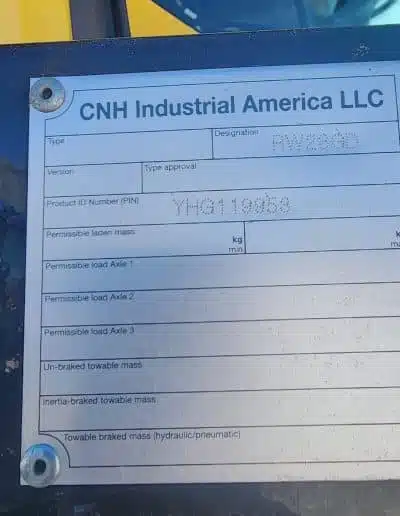 CNH Industrial America LLC
Type
Designation
Version
Type approval
Product ID Number (PIN)
Permissible laden mass
kg
min
Permissible load Axle 1
Permissible load Axle 2
Permissible load Axle 3
Un-braked towable mass
Inertia-braked towable mass
Towable braked mass (hydraulic/pneumatic)